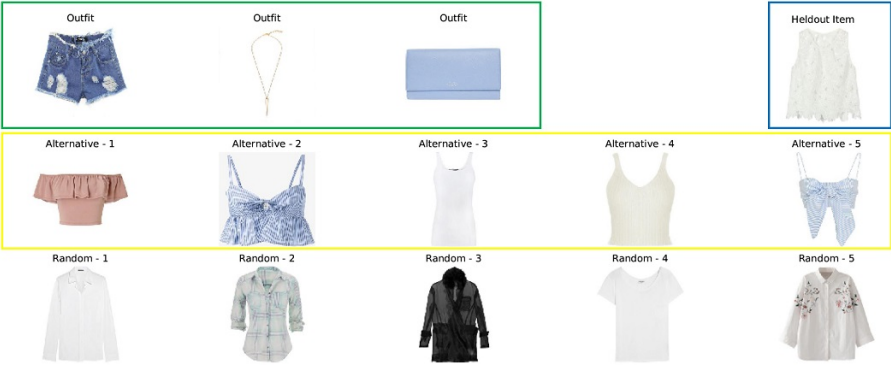 Outfit Outfit Outfit Heldout Item
Alternative - 1 Alternative - 2 Alternative - 3 Alternative - 4 Alternative - 5
Random - 1 Random - 2 Random - 3 Random - 4 Random - 5